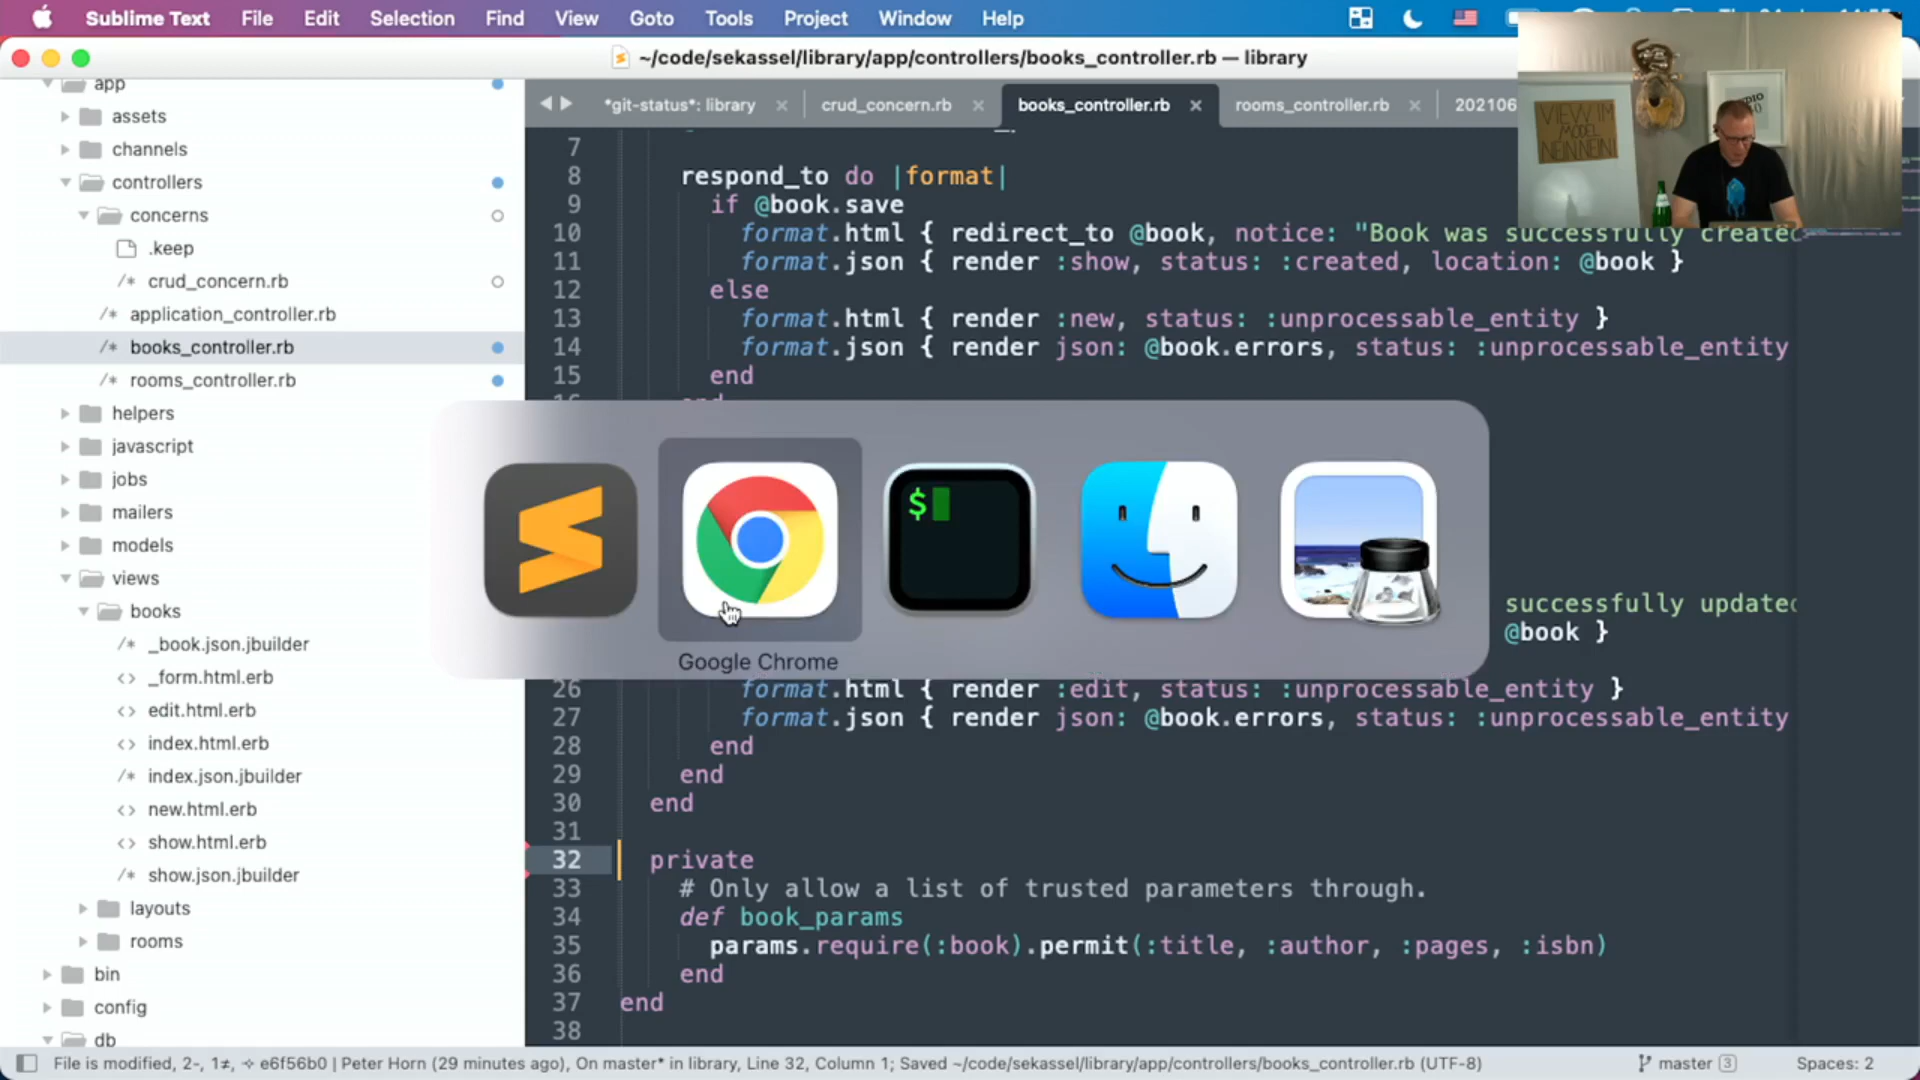 Sublime Text File Edit Selection Find View Goto Tools Project Window Help
~/code/sekassel/library/app/controllers/books_controller.rb — library
*git-status*: library
crud_concern.rb
books_controller.rb
rooms_controller.rb
202106
VIEW IM
MODEL
NEIN NEIN!
app
assets
channels
controllers
concerns
.keep
crud_concern.rb
application_controller.rb
books_controller.rb
rooms_controller.rb
helpers
javascript
jobs
mailers
models
views
books
_book.json.jbuilder
_form.html.erb
edit.html.erb
index.html.erb
index.json.jbuilder
new.html.erb
show.html.erb
show.json.jbuilder
layouts
rooms
bin
config
db
7
8 respond_to do |format|
9 if @book.save
10 format.html { redirect_to @book, notice: "Book was successfully created
11 format.json { render :show, status: :created, location: @book }
12 else
13 format.html { render :new, status: :unprocessable_entity }
14 format.json { render json: @book.errors, status: :unprocessable_entity
15 end
$
Google Chrome
successfully updated
@book }
26 format.html { render :edit, status: :unprocessable_entity }
27 format.json { render json: @book.errors, status: :unprocessable_entity
28 end
29 end
30 end
31
32 private
33 # Only allow a list of trusted parameters through.
34 def book_params
35 params.require(:book).permit(:title, :author, :pages, :isbn)
36 end
37 end
38
File is modified, 2-, 1≠, ⊹ e6f56b0 | Peter Horn (29 minutes ago), On master* in library, Line 32, Column 1; Saved ~/code/sekassel/library/app/controllers/books_controller.rb (UTF-8)
master 3
Spaces: 2